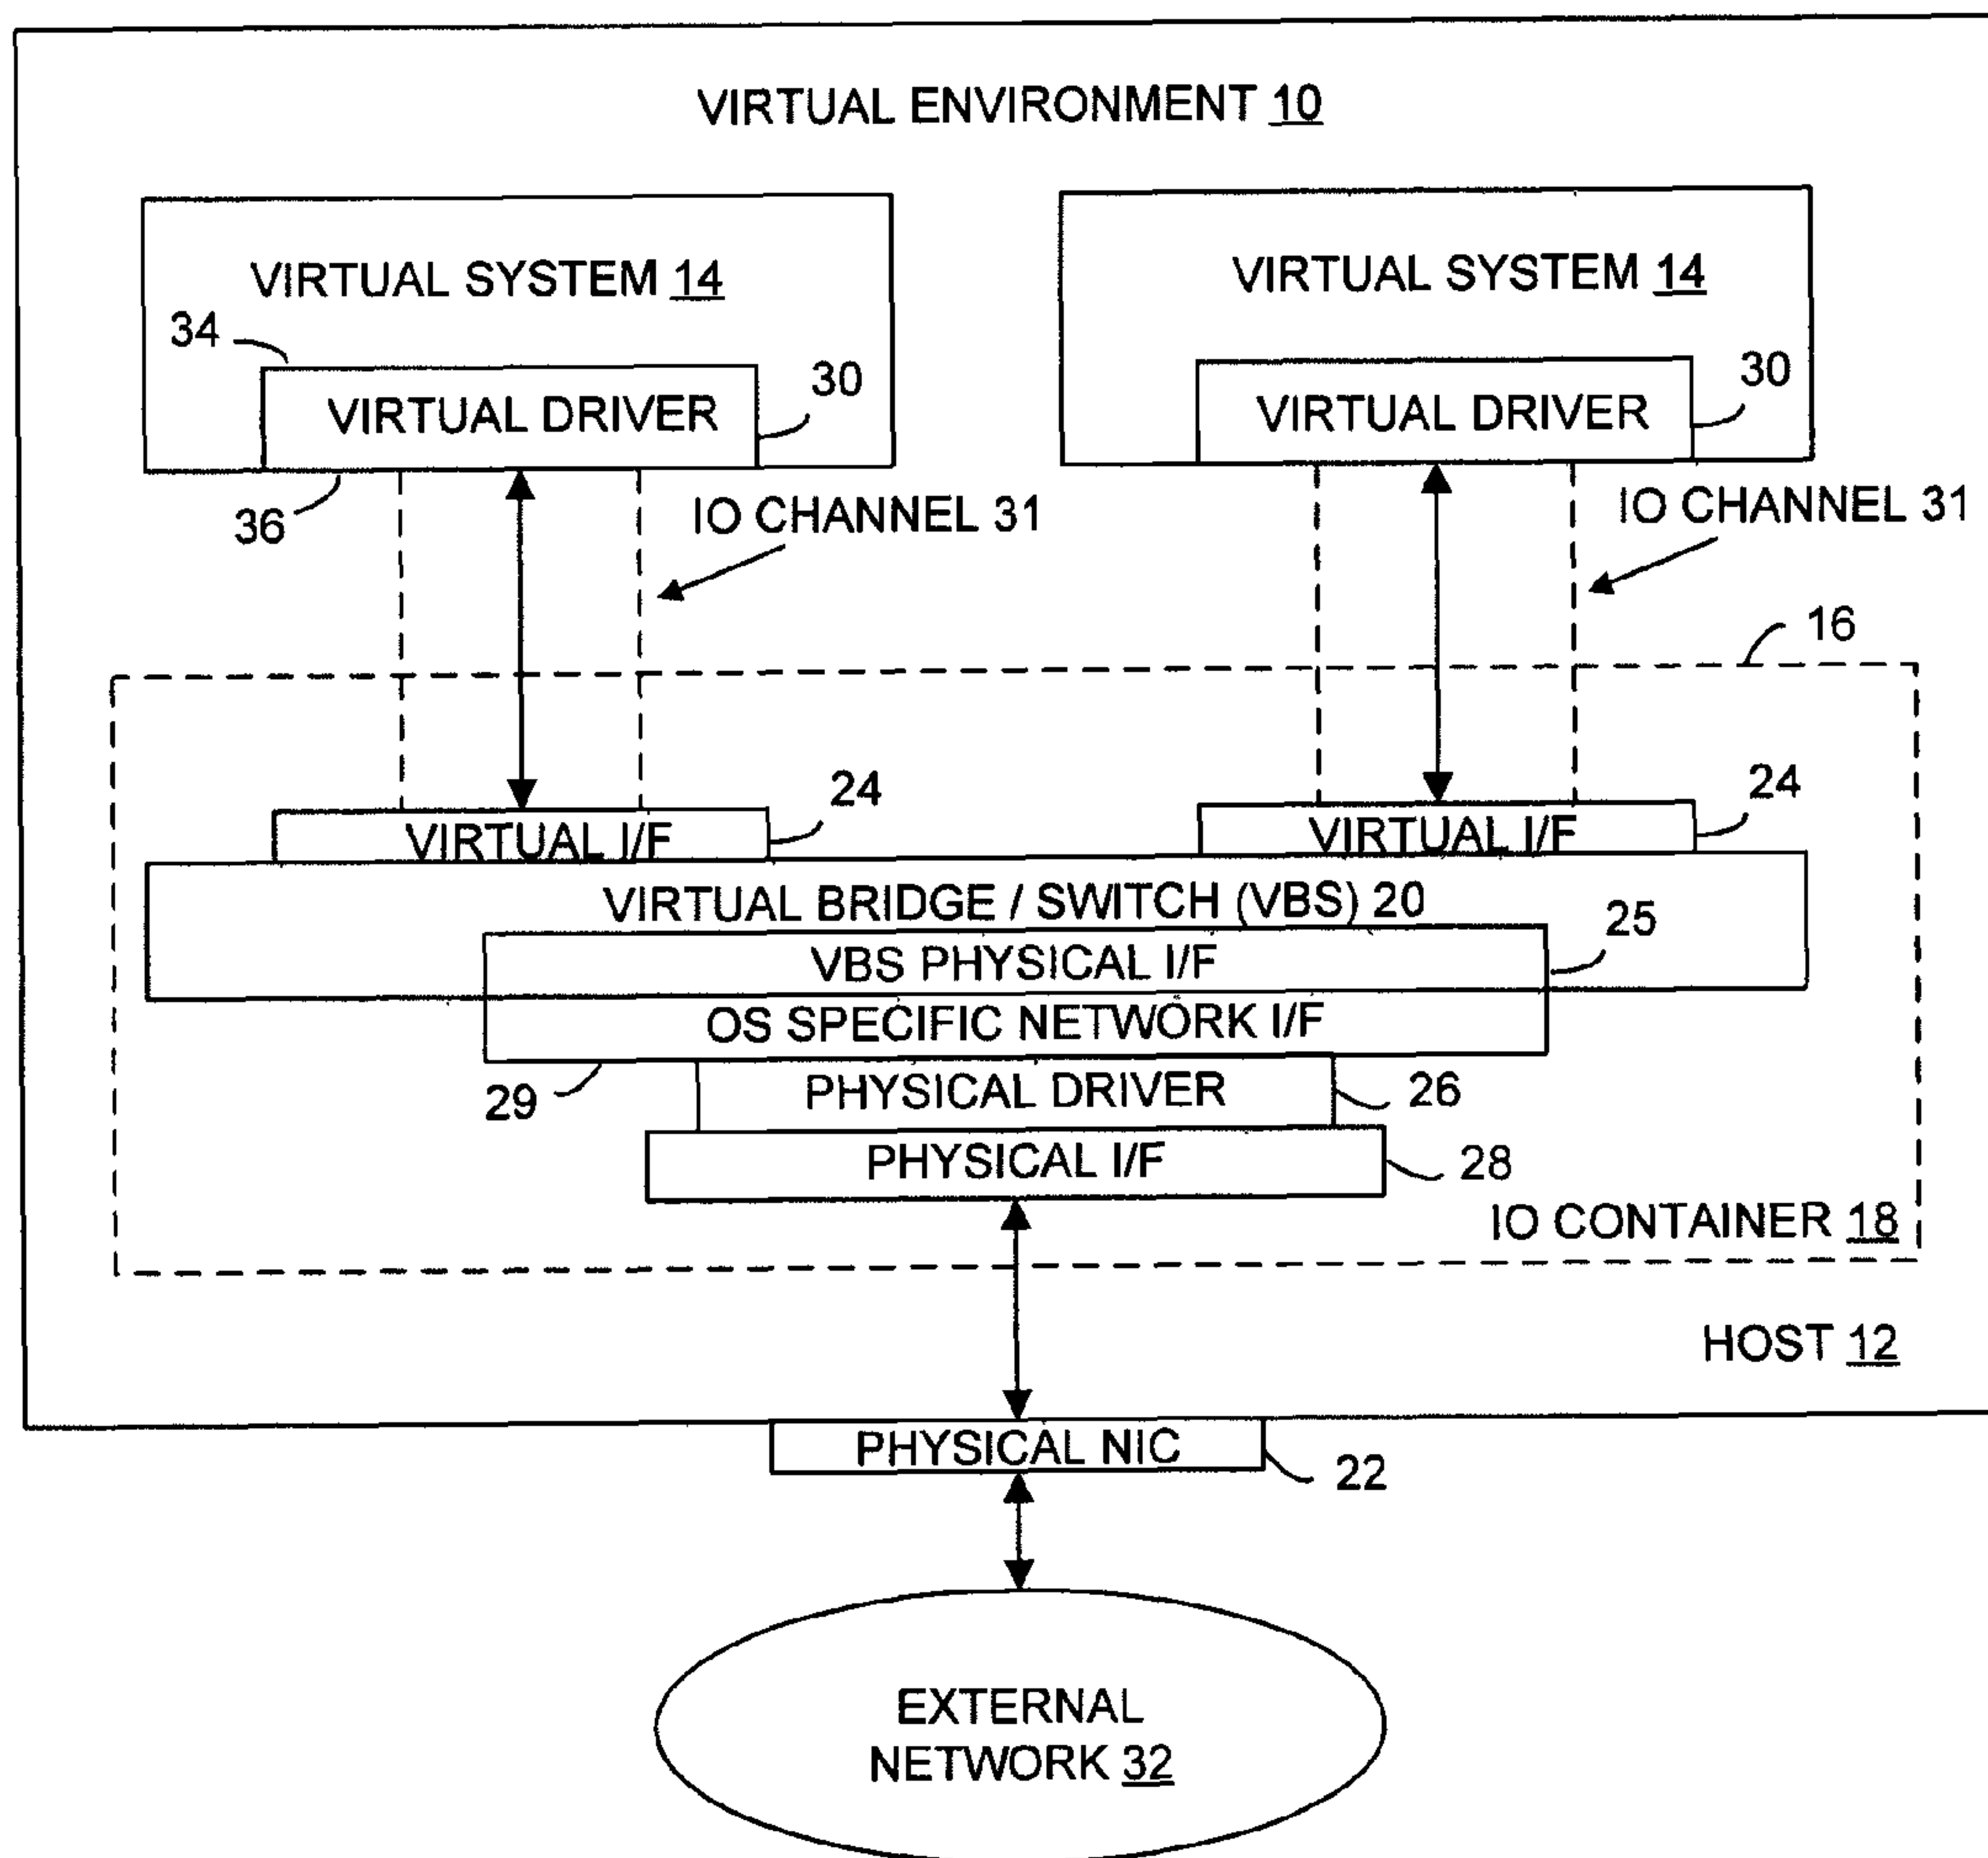 VIRTUAL ENVIRONMENT 10
VIRTUAL SYSTEM 14
VIRTUAL SYSTEM 14
34
30
30
VIRTUAL DRIVER
VIRTUAL DRIVER
36
IO CHANNEL 31
IO CHANNEL 31
16
24
24
VIRTUAL I/F
VIRTUAL I/F
VIRTUAL BRIDGE / SWITCH (VBS) 20
25
VBS PHYSICAL I/F
OS SPECIFIC NETWORK I/F
29
PHYSICAL DRIVER
26
PHYSICAL I/F
28
IO CONTAINER 18
HOST 12
PHYSICAL NIC
22
EXTERNAL
NETWORK 32